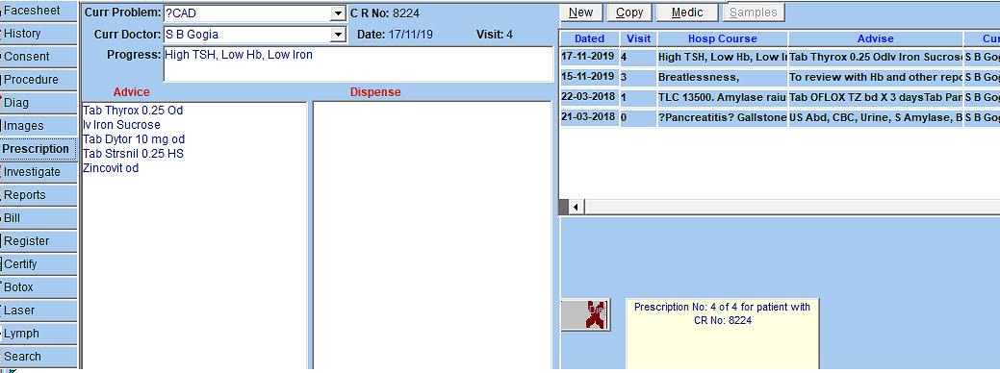 Facesheet
History
Consent
Procedure
Diag
Images
Prescription
Investigate
Reports
Bill
Register
Certify
Botox
Laser
Lymph
Search
Curr Problem: ?CAD C R No: 8224
Curr Doctor: S B Gogia Date: 17/11/19 Visit: 4
Progress: High TSH, Low Hb, Low Iron
Advice Dispense
Tab Thyrox 0.25 Od
Iv Iron Sucrose
Tab Dytor 10 mg od
Tab Strsnil 0.25 HS
Zincovit od
New Copy Medic Samples
Dated Visit Hosp Course Advise Cur
17-11-2019 4 High TSH, Low Hb, Low Ir Tab Thyrox 0.25 OdIv Iron Sucros S B Gogia
15-11-2019 3 Breatlessness, To review with Hb and other repo S B Gogia
22-03-2018 1 TLC 13500. Amylase raiu Tab OFLOX TZ bd X 3 daysTab Par S B Gogia
21-03-2018 0 ?Pancreatitis? Gallstone US Abd, CBC, Urine, S Amylase, B S B Gogia
Prescription No: 4 of 4 for patient with
CR No: 8224